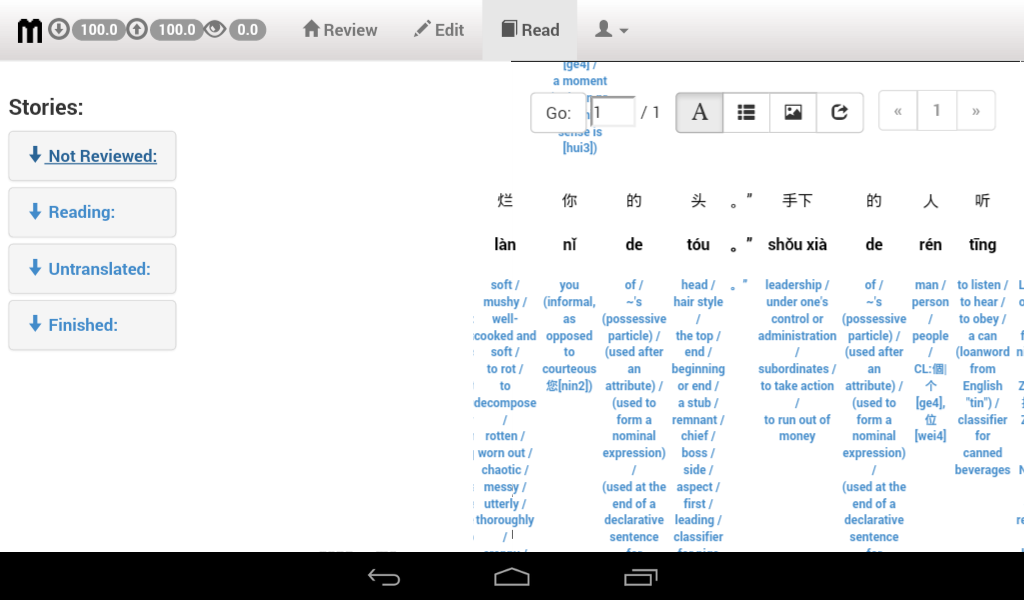 m 100.0 100.0 0.0 Review Edit Read
Stories:
Not Reviewed:
Reading:
Untranslated:
Finished:
[ge4] /
a moment
Go: 1 / 1 A « 1 »
sense is
[hui3])
烂 你 的 头 。” 手下 的 人 听
làn nǐ de tóu 。” shǒu xià de rén tīng
soft /
mushy /
well-
cooked and
soft /
to rot /
to
decompose
/
rotten /
worn out /
chaotic /
messy /
utterly /
thoroughly
/
you
(informal,
as
opposed
to
courteous
您[nin2])
of /
~'s
(possessive
particle) /
(used after
an
attribute) /
(used to
form a
nominal
expression)
/
(used at the
end of a
declarative
sentence
head /
hair style
/
the top /
end /
beginning
or end /
a stub /
remnant /
chief /
boss /
side /
aspect /
first /
leading /
classifier
。”
leadership /
under one's
control or
administration
/
subordinates /
to take action
/
to run out of
money
of /
~'s
(possessive
particle) /
(used after
an
attribute) /
(used to
form a
nominal
expression)
/
(used at the
end of a
declarative
sentence
man /
person
/
people
/
CL:個|
个
[ge4],
位
[wei4]
to listen /
to hear /
to obey /
a can
(loanword
from
English
"tin") /
classifier
for
canned
beverages